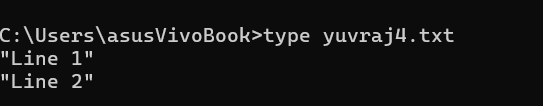 C:\Users\asusVivoBook>type yuvraj4.txt
"Line 1"
"Line 2"